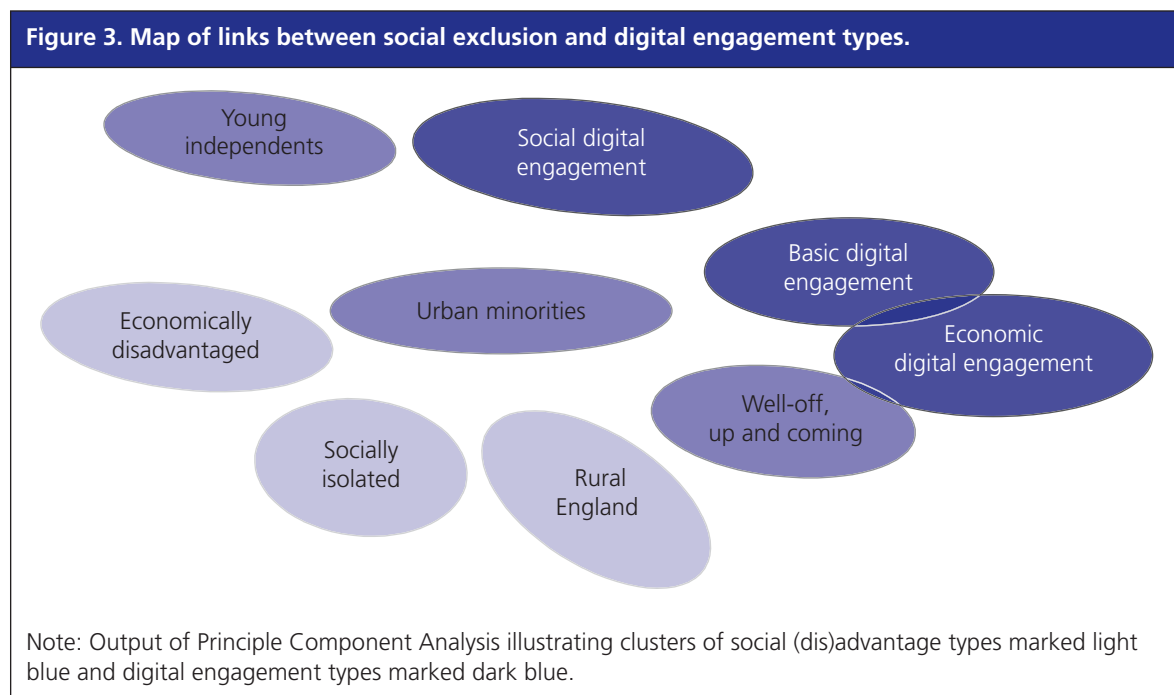 Figure 3. Map of links between social exclusion and digital engagement types.
Young
independents
Social digital
engagement
Basic digital
engagement
Urban minorities
Economically
disadvantaged
Economic
digital engagement
Well-off,
up and coming
Socially
isolated
Rural
England
Note: Output of Principle Component Analysis illustrating clusters of social (dis)advantage types marked light
blue and digital engagement types marked dark blue.